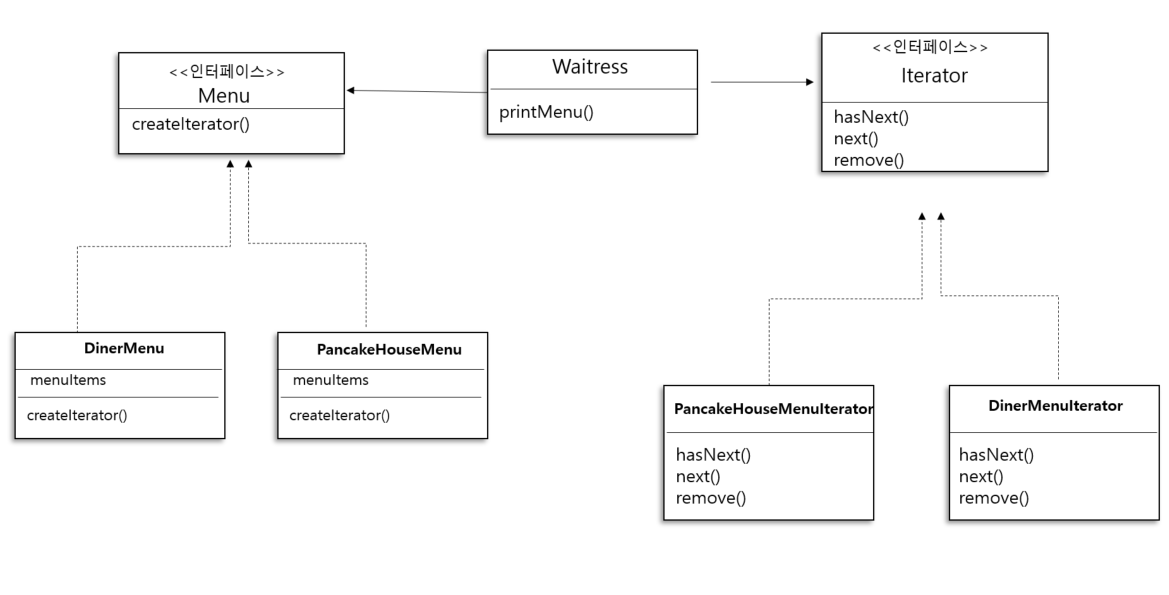 <<인터페이스>>
Menu
createIterator()
Waitress
printMenu()
<<인터페이스>>
Iterator
hasNext()
next()
remove()
DinerMenu
menuItems
createIterator()
PancakeHouseMenu
menuItems
createIterator()
PancakeHouseMenuIterator
hasNext()
next()
remove()
DinerMenuIterator
hasNext()
next()
remove()